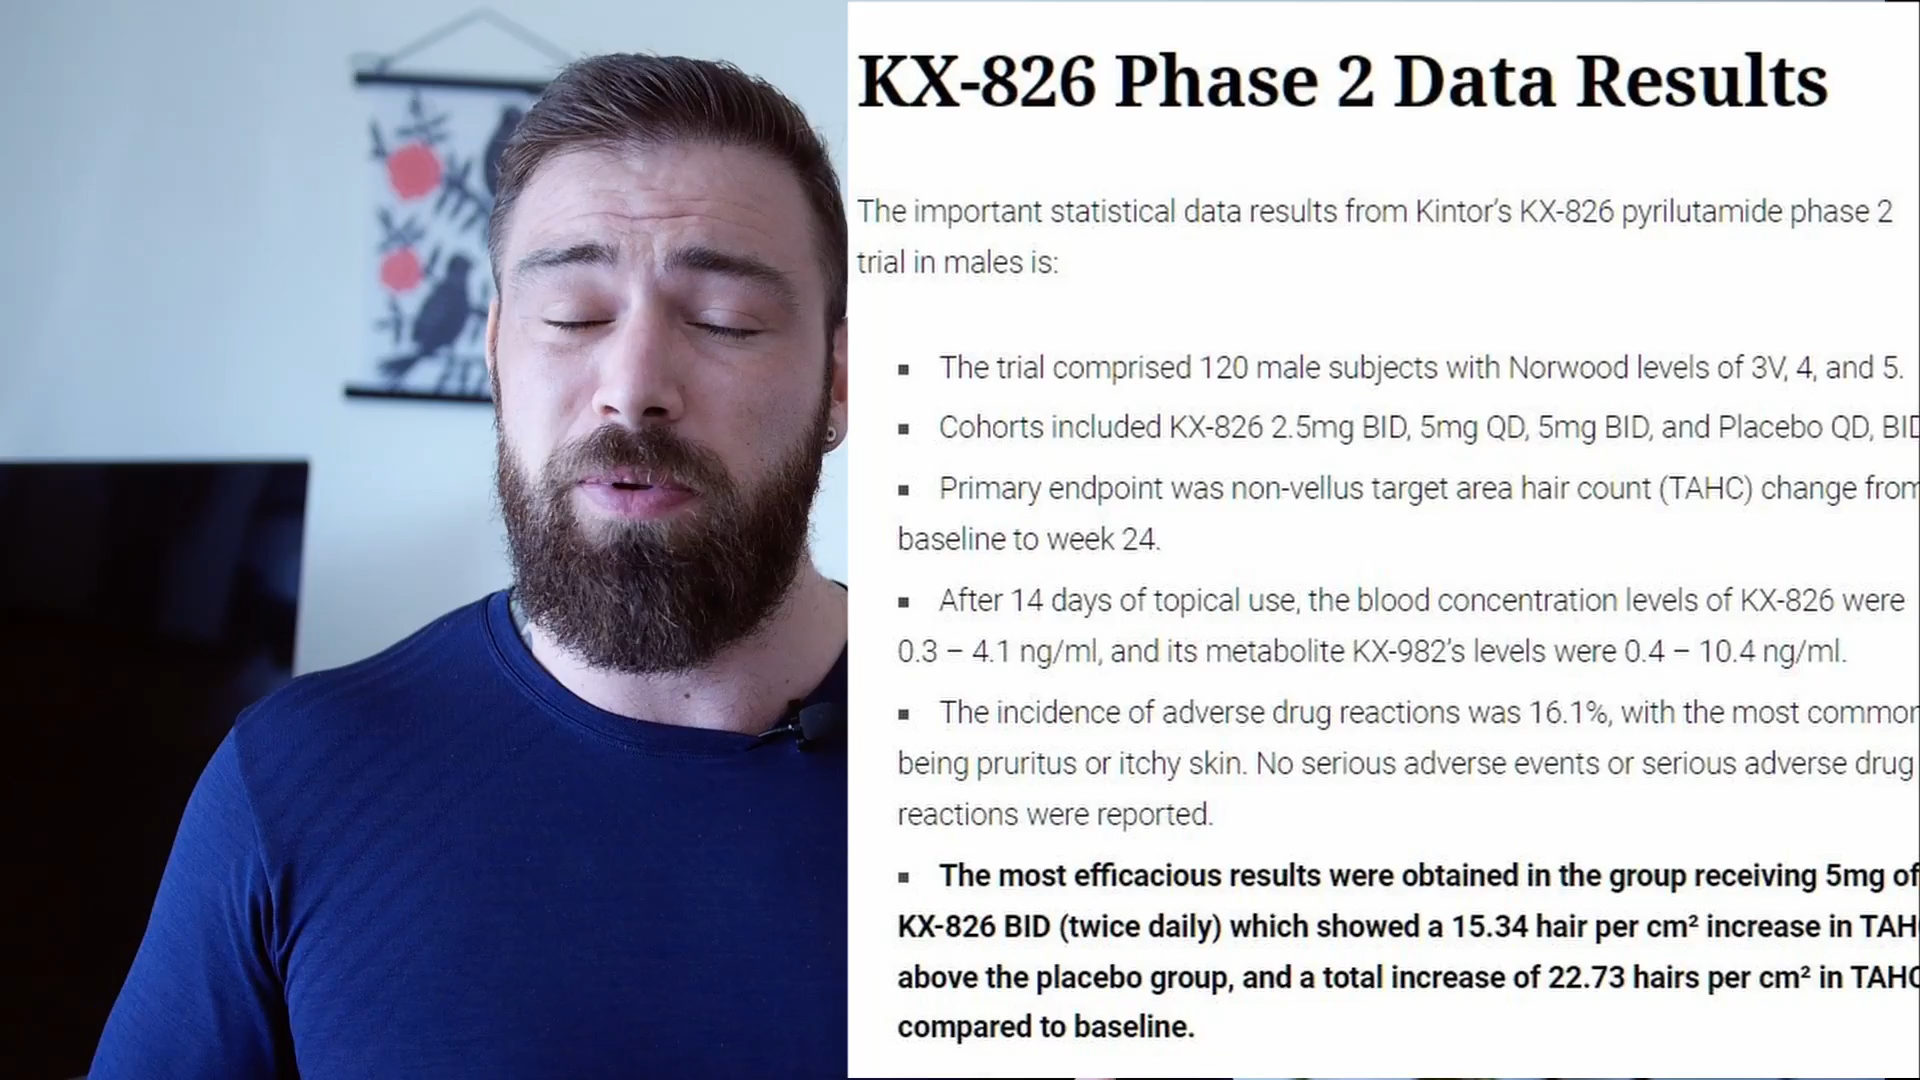 KX-826 Phase 2 Data Results
The important statistical data results from Kintor's KX-826 pyrilutamide phase 2
trial in males is:
▪ The trial comprised 120 male subjects with Norwood levels of 3V, 4, and 5.
▪ Cohorts included KX-826 2.5mg BID, 5mg QD, 5mg BID, and Placebo QD, BID
▪ Primary endpoint was non-vellus target area hair count (TAHC) change from
baseline to week 24.
▪ After 14 days of topical use, the blood concentration levels of KX-826 were
0.3 – 4.1 ng/ml, and its metabolite KX-982's levels were 0.4 – 10.4 ng/ml.
▪ The incidence of adverse drug reactions was 16.1%, with the most common
being pruritus or itchy skin. No serious adverse events or serious adverse drug
reactions were reported.
▪ The most efficacious results were obtained in the group receiving 5mg of
KX-826 BID (twice daily) which showed a 15.34 hair per cm² increase in TAHC
above the placebo group, and a total increase of 22.73 hairs per cm² in TAHC
compared to baseline.